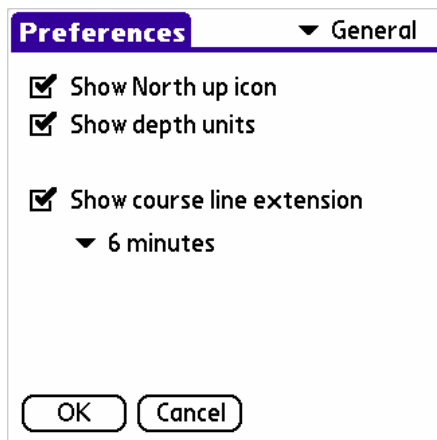 Preferences General
Show North up icon
Show depth units
Show course line extension
6 minutes
OK Cancel